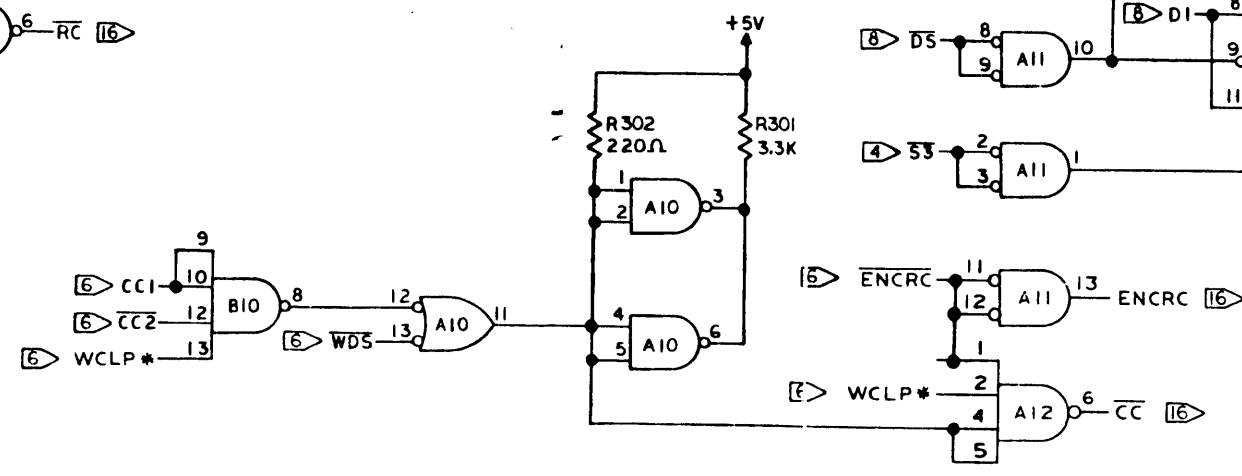 6 RC 16
+5V
R302
220Ω
R301
3.3K
1
2
A10
3
4
5
A10
6
9
6 CC1 10
6 CC2 12
6 WCLP* 13
B10
8
12
6 WDS 13
A10
11
8 DS 8
9
A11
10
8 D1
8
9
11
4 S3 2
3
A11
1
ENCRC 11
12
A11
13
ENCRC 16
1
WCLP* 2
4
5
A12
6
CC 16